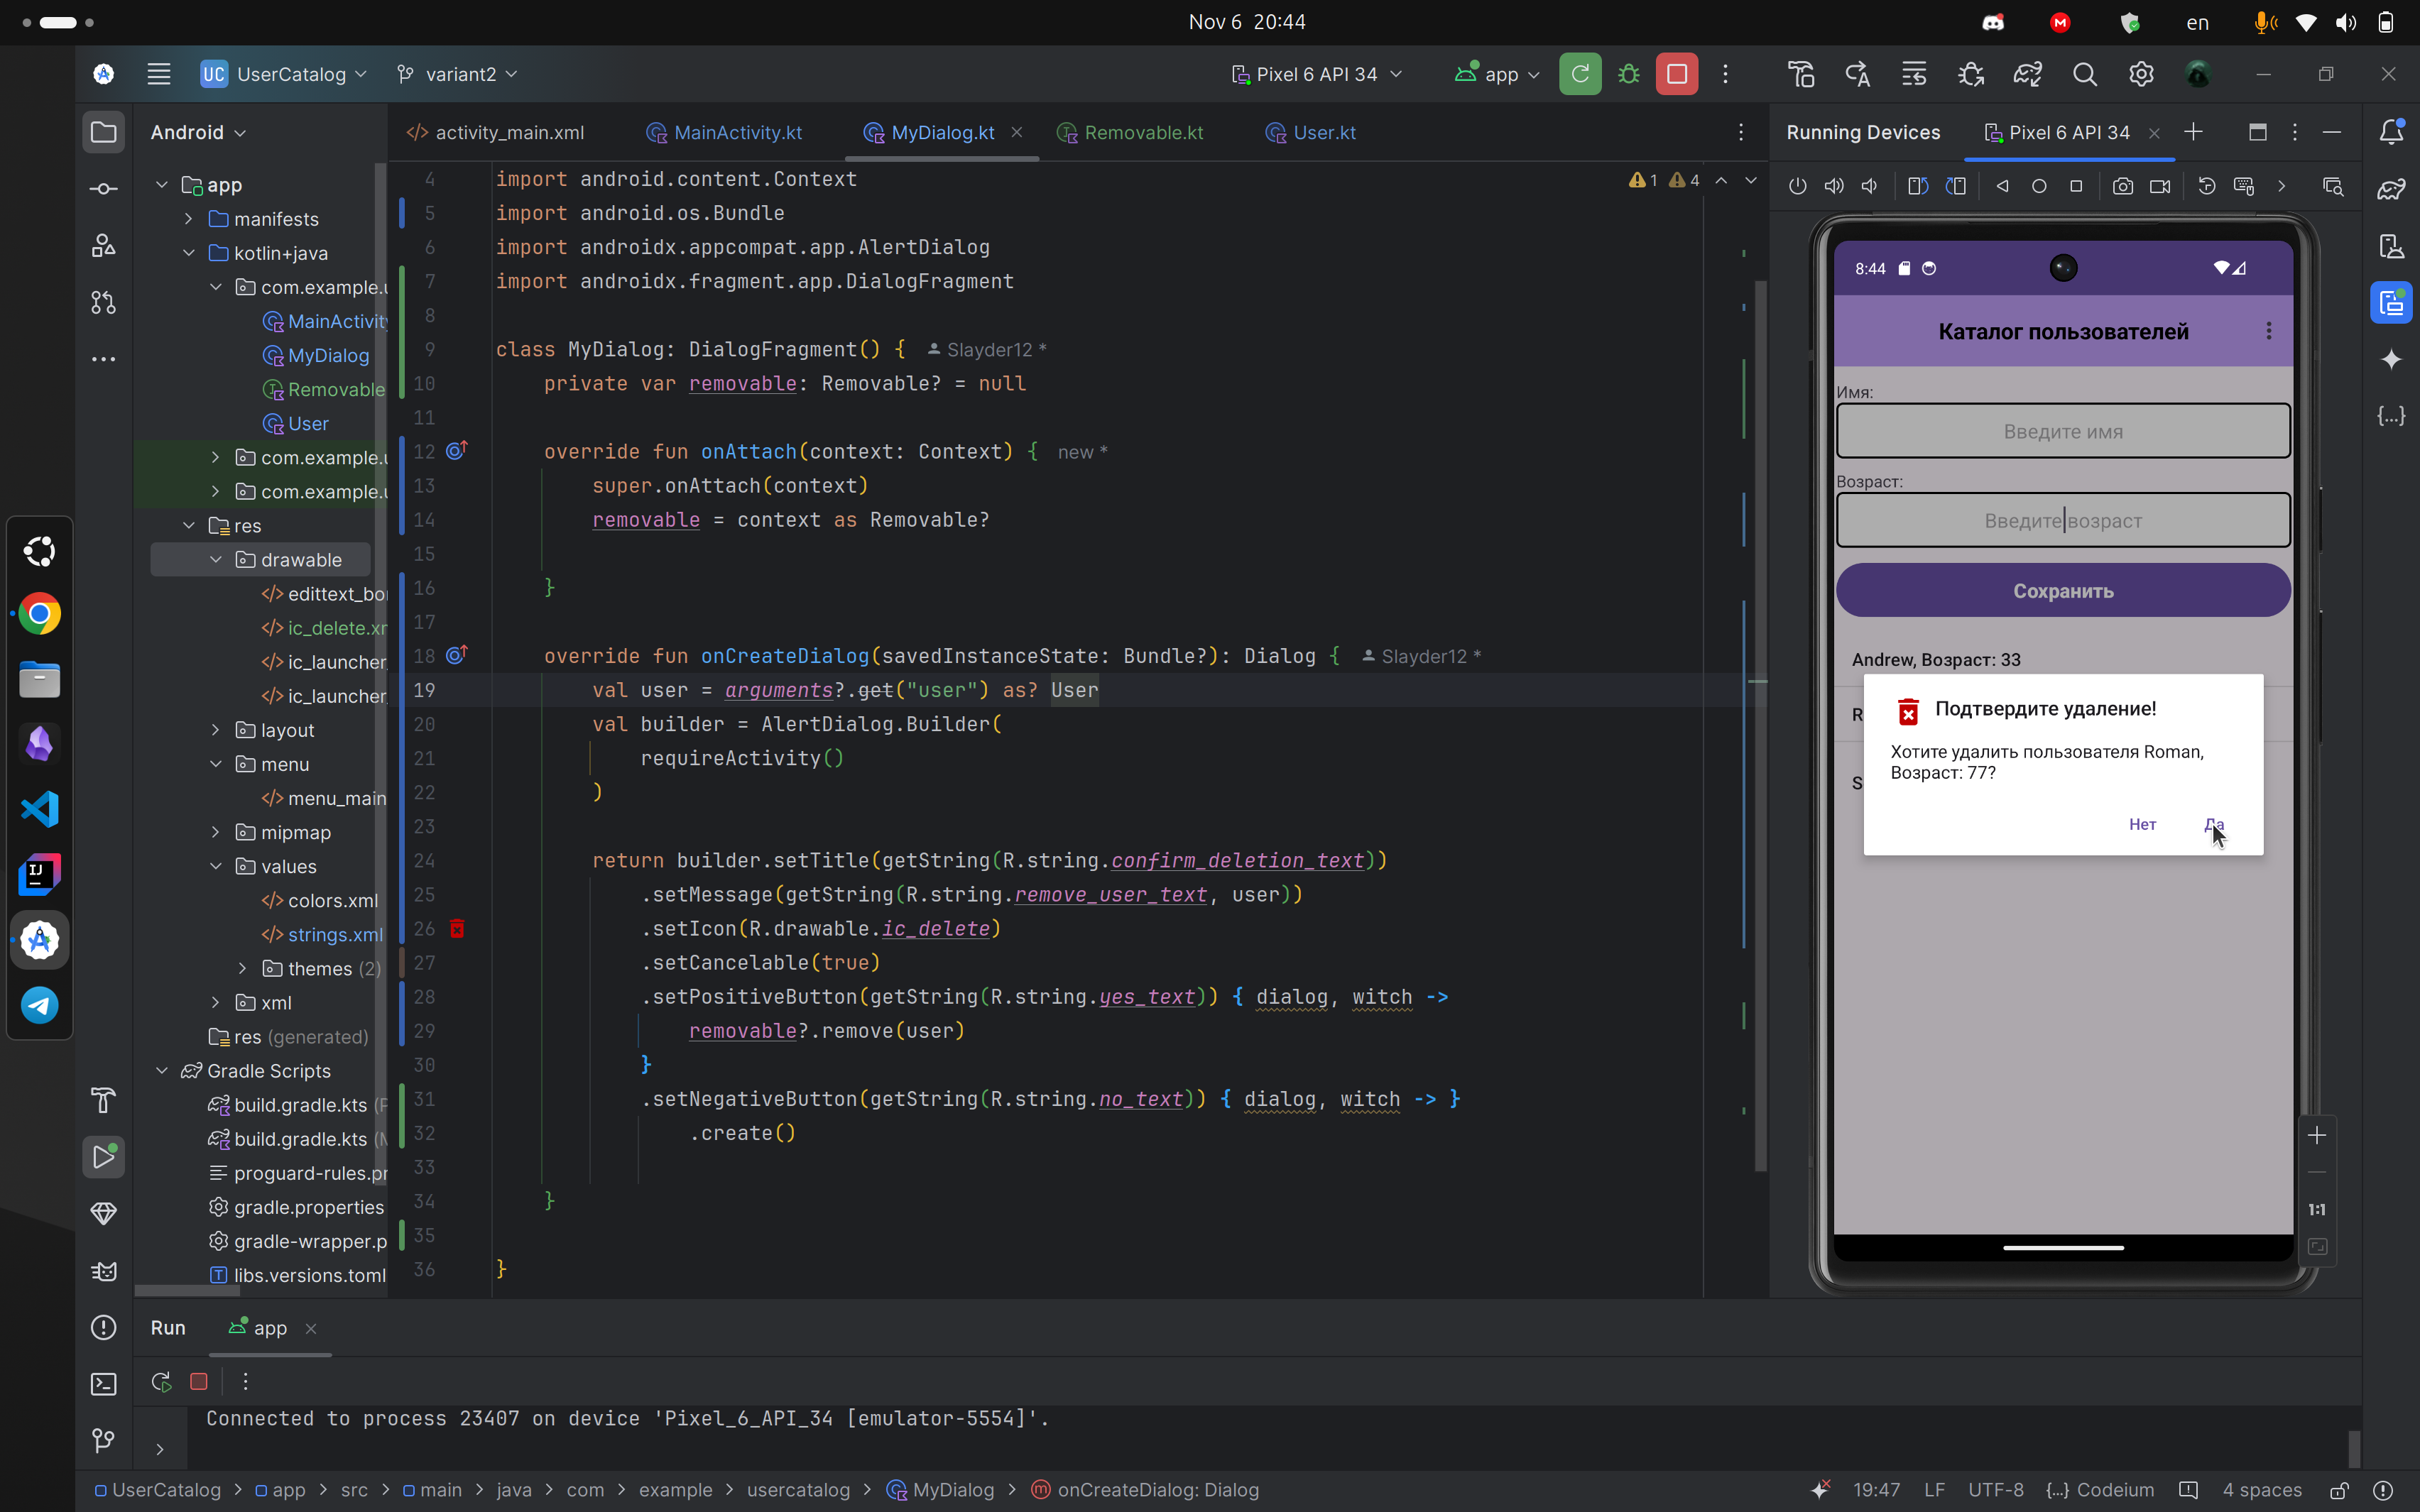 Nov 6 20:44
en
UC UserCatalog
variant2
Pixel 6 API 34
app
Android
activity_main.xml
MainActivity.kt
MyDialog.kt
Removable.kt
User.kt
Running Devices
Pixel 6 API 34
app
manifests
kotlin+java
com.example.u
MainActivity
MyDialog
Removable
User
com.example.u
com.example.u
res
drawable
edittext_bo
ic_delete.xr
ic_launcher
ic_launcher
layout
menu
menu_main
mipmap
values
colors.xml
strings.xml
themes (2)
xml
res (generated)
Gradle Scripts
build.gradle.kts (P
build.gradle.kts (M
proguard-rules.pr
gradle.properties
gradle-wrapper.p
libs.versions.toml
1 4
4 import android.content.Context
5 import android.os.Bundle
6 import androidx.appcompat.app.AlertDialog
7 import androidx.fragment.app.DialogFragment
8
9 class MyDialog: DialogFragment() { Slayder12 *
10 private var removable: Removable? = null
11
12 override fun onAttach(context: Context) { new *
13 super.onAttach(context)
14 removable = context as Removable?
15
16 }
17
18 override fun onCreateDialog(savedInstanceState: Bundle?): Dialog { Slayder12 *
19 val user = arguments?.get("user") as? User
20 val builder = AlertDialog.Builder(
21 requireActivity()
22 )
23
24 return builder.setTitle(getString(R.string.confirm_deletion_text))
25 .setMessage(getString(R.string.remove_user_text, user))
26 .setIcon(R.drawable.ic_delete)
27 .setCancelable(true)
28 .setPositiveButton(getString(R.string.yes_text)) { dialog, witch ->
29 removable?.remove(user)
30 }
31 .setNegativeButton(getString(R.string.no_text)) { dialog, witch -> }
32 .create()
33
34 }
35
36 }
8:44
Каталог пользователей
Имя:
Введите имя
Возраст:
Введите возраст
Сохранить
Andrew, Возраст: 33
R
S
Подтвердите удаление!
Хотите удалить пользователя Roman,
Возраст: 77?
Нет Да
1:1
Run
app
Connected to process 23407 on device 'Pixel_6_API_34 [emulator-5554]'.
UserCatalog > app > src > main > java > com > example > usercatalog > MyDialog > onCreateDialog: Dialog
19:47 LF UTF-8 {...} Codeium 4 spaces